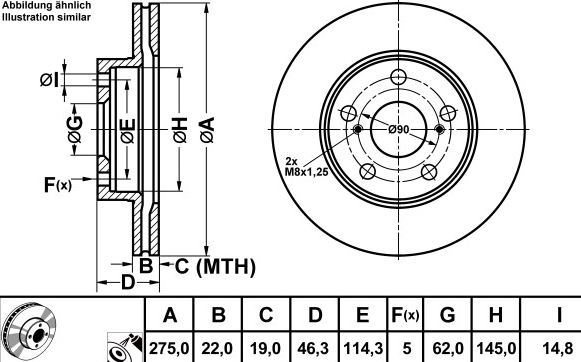 Abbildung ähnlich
Illustration similar
ØI
ØG
ØE
ØH
ØA
F(x)
B
C (MTH)
D
Ø90
2x
M8x1,25
A B C D E F(x) G H I
275,0 22,0 19,0 46,3 114,3 5 62,0 145,0 14,8